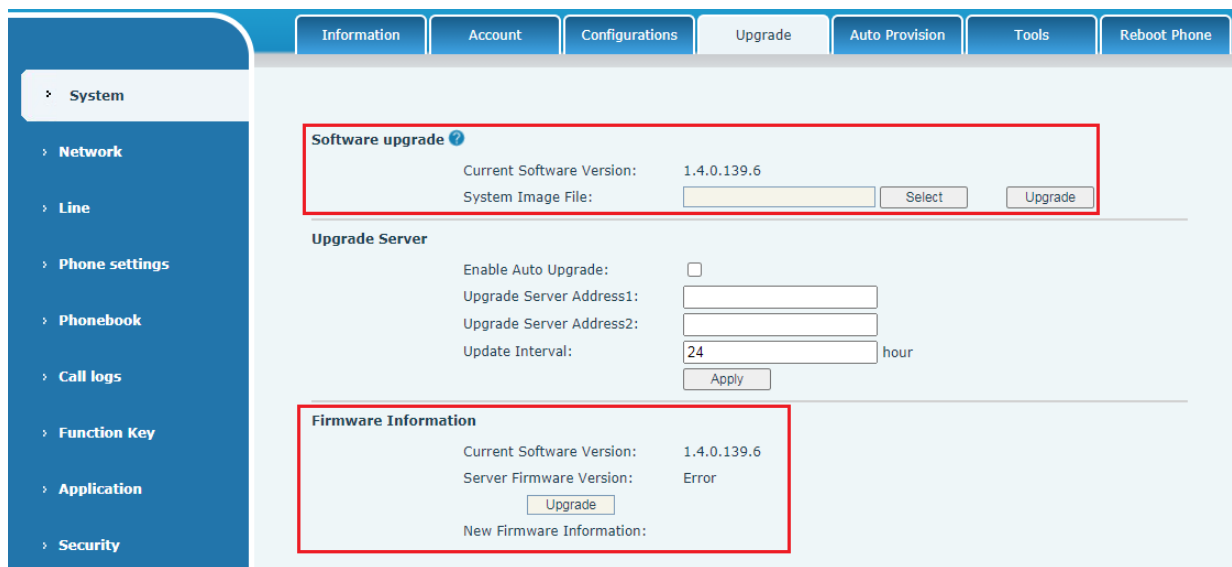 Information Account Configurations Upgrade Auto Provision Tools Reboot Phone
System
Network
Line
Phone settings
Phonebook
Call logs
Function Key
Application
Security
Software upgrade ?
Current Software Version: 1.4.0.139.6
System Image File: Select Upgrade
Upgrade Server
Enable Auto Upgrade:
Upgrade Server Address1:
Upgrade Server Address2:
Update Interval: 24 hour
Apply
Firmware Information
Current Software Version: 1.4.0.139.6
Server Firmware Version: Error
Upgrade
New Firmware Information: